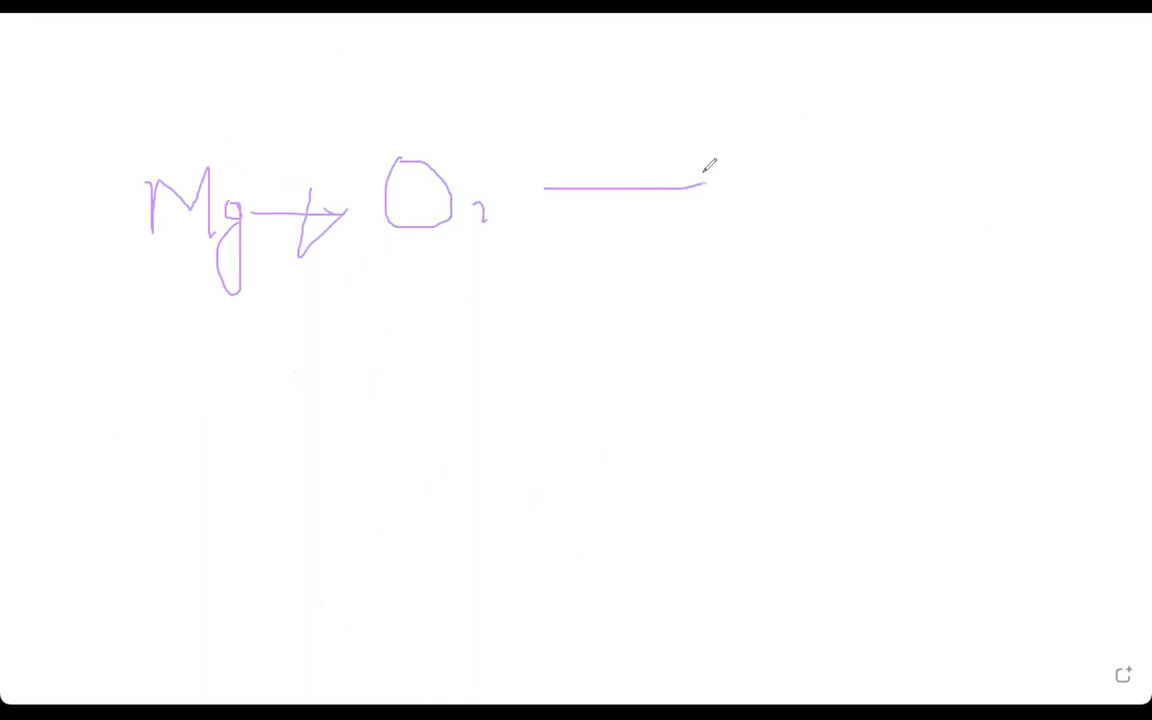 Mg + O₂ —